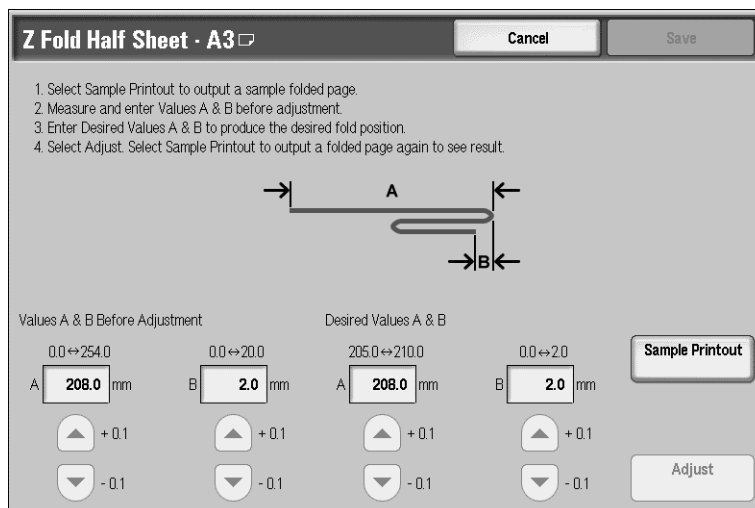 Z Fold Half Sheet - A3
Cancel
Save
1. Select Sample Printout to output a sample folded page.
2. Measure and enter Values A & B before adjustment.
3. Enter Desired Values A & B to produce the desired fold position.
4. Select Adjust. Select Sample Printout to output a folded page again to see result.
A
B
Values A & B Before Adjustment
Desired Values A & B
0.0↔254.0
0.0↔20.0
205.0↔210.0
0.0↔2.0
Sample Printout
A 208.0 mm
B 2.0 mm
A 208.0 mm
B 2.0 mm
+ 0.1
+ 0.1
+ 0.1
+ 0.1
- 0.1
- 0.1
- 0.1
- 0.1
Adjust